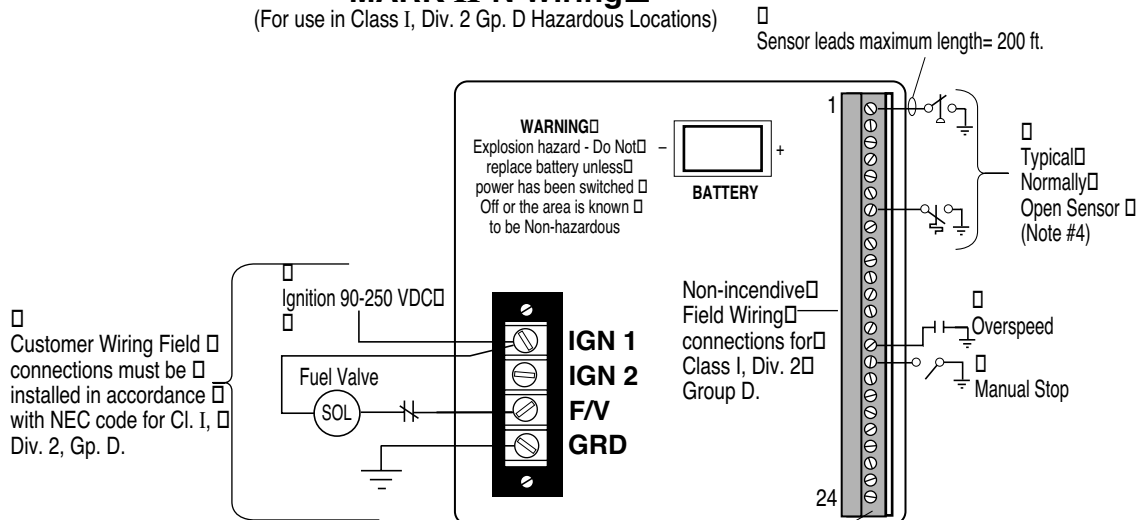 (For use in Class I, Div. 2 Gp. D Hazardous Locations)
Sensor leads maximum length= 200 ft.
1
WARNING
Explosion hazard - Do Not
replace battery unless
power has been switched
Off or the area is known
to be Non-hazardous
–
+
BATTERY
Typical
Normally
Open Sensor
(Note #4)
Ignition 90-250 VDC
Customer Wiring Field
connections must be
installed in accordance
with NEC code for Cl. I,
Div. 2, Gp. D.
Fuel Valve
SOL
IGN 1
IGN 2
F/V
GRD
Non-incendive
Field Wiring
connections for
Class I, Div. 2
Group D.
Overspeed
Manual Stop
24